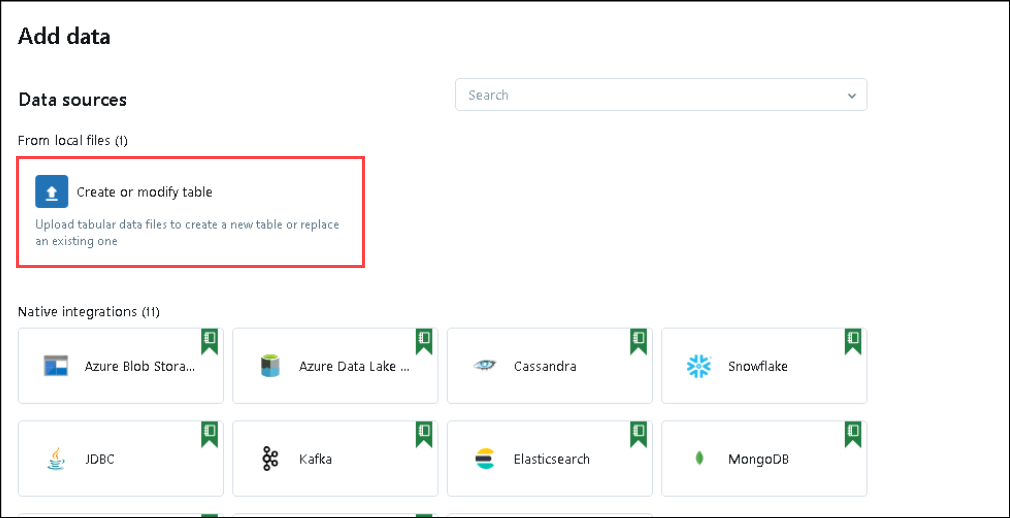 Add data
Data sources
Search
From local files (1)
Create or modify table
Upload tabular data files to create a new table or replace
an existing one
Native integrations (11)
Azure Blob Stora...
Azure Data Lake ...
Cassandra
Snowflake
JDBC
Kafka
Elasticsearch
MongoDB